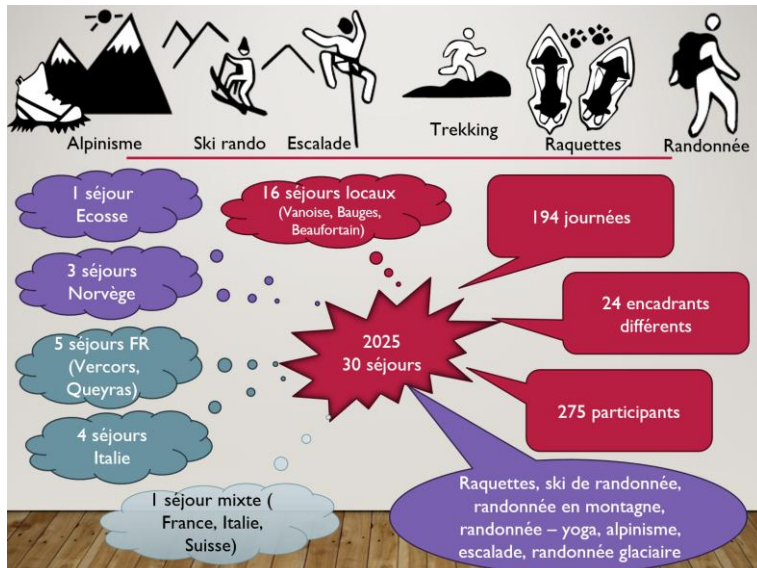 Alpinisme
Ski rando
Escalade
Trekking
Raquettes
Randonnée
1 séjour
Ecosse
16 séjours locaux
(Vanoise, Bauges,
Beaufortain)
194 journées
3 séjours
Norvège
24 encadrants
différents
5 séjours FR
(Vercors,
Queyras)
2025
30 séjours
275 participants
4 séjours
Italie
1 séjour mixte (
France, Italie,
Suisse)
Raquettes, ski de randonnée,
randonnée en montagne,
randonnée – yoga, alpinisme,
escalade, randonnée glaciaire